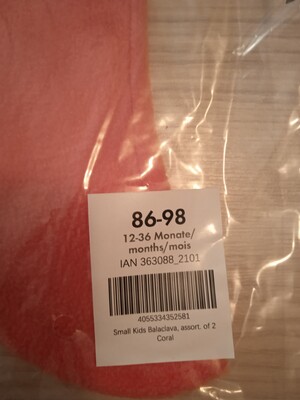 86-98
12-36 Monate/
months/mois
IAN 363088_2101
4055334352581
Small Kids Balaclava, assort. of 2
Coral